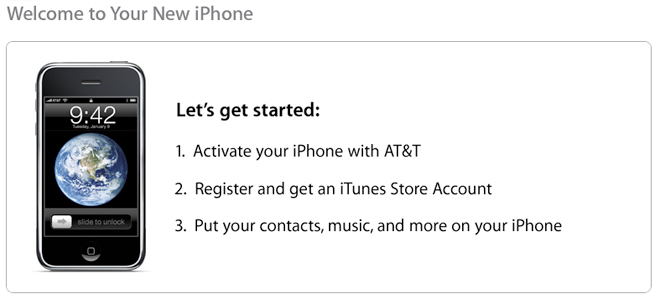 Welcome to Your New iPhone
AT&T
9:42
Tuesday, January 9
slide to unlock
Let's get started:
1. Activate your iPhone with AT&T
2. Register and get an iTunes Store Account
3. Put your contacts, music, and more on your iPhone